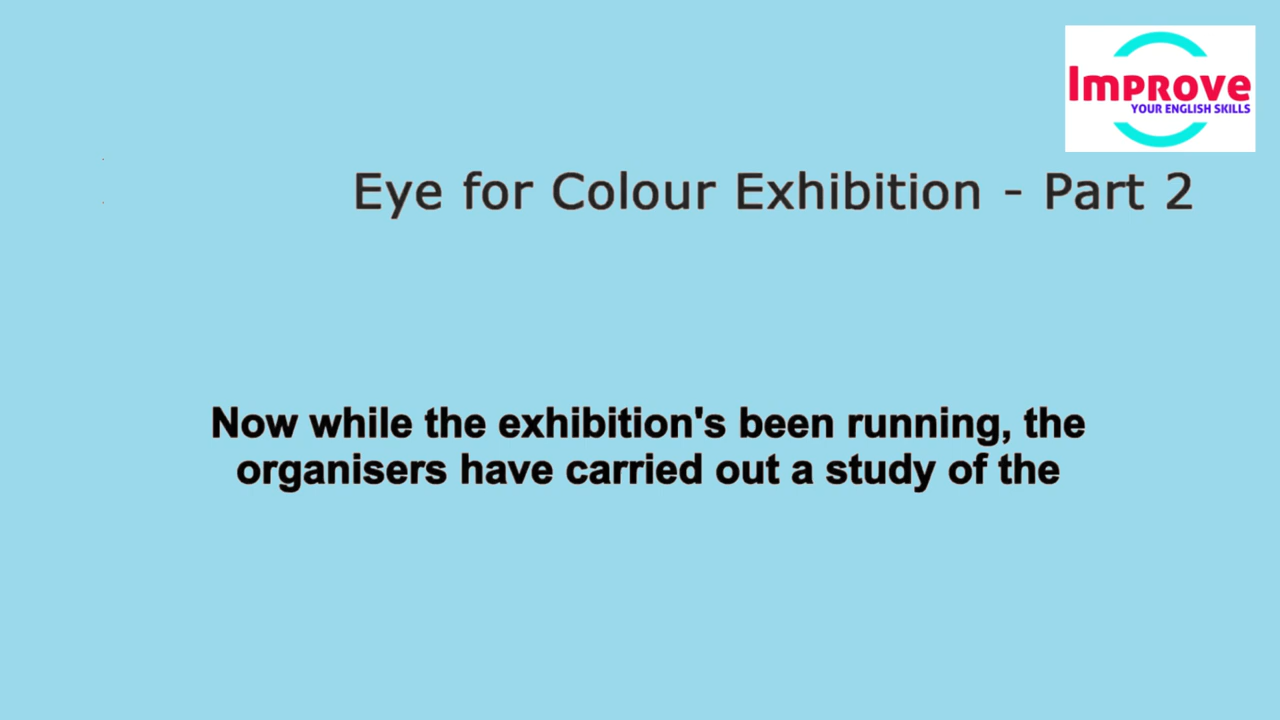 Improve
YOUR ENGLISH SKILLS
Eye for Colour Exhibition - Part 2
Now while the exhibition's been running, the
organisers have carried out a study of the